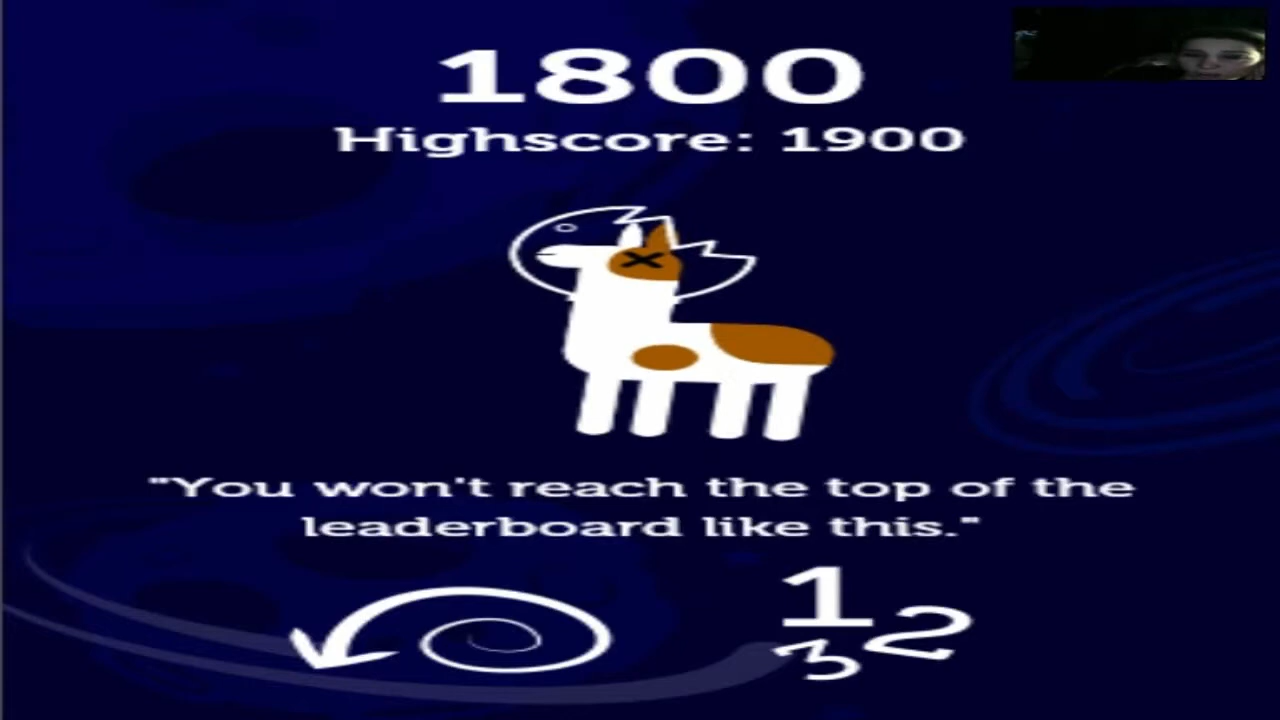 1800
Highscore: 1900
"You won't reach the top of the
leaderboard like this."
1
2
3